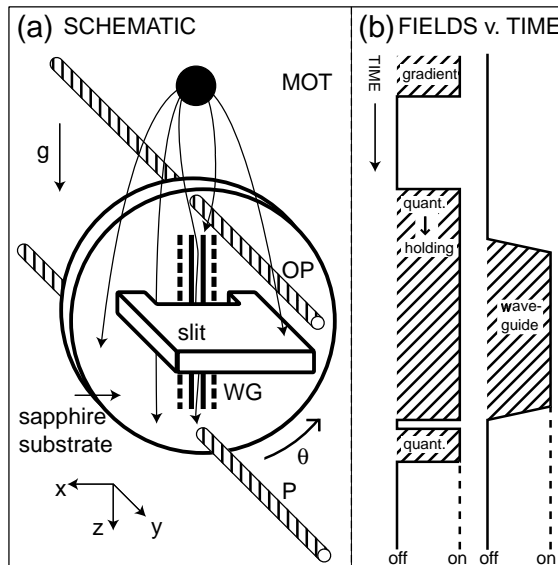 (a) SCHEMATIC
MOT
g
OP
slit
WG
sapphire
substrate
θ
P
x
z
y
(b) FIELDS v. TIME
TIME
gradient
quant.
holding
wave-
guide
quant.
off on off on